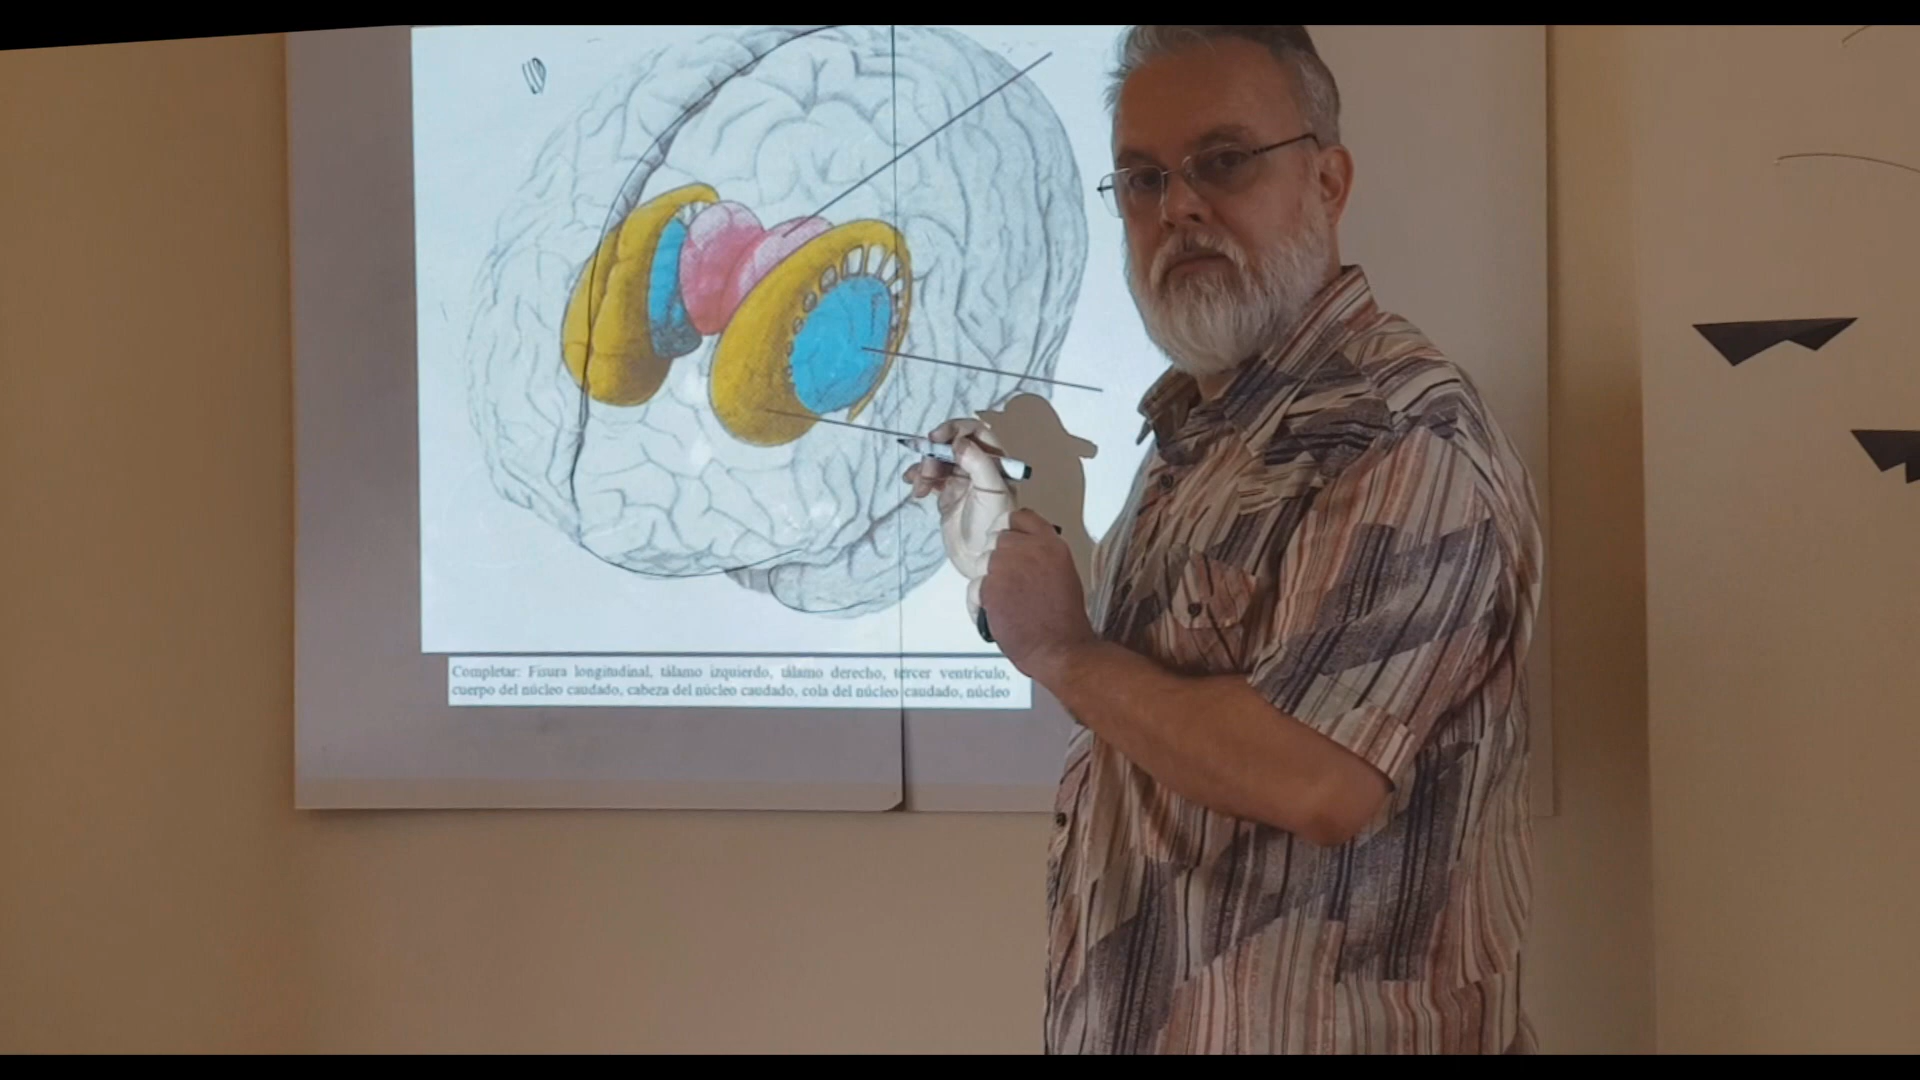 Completar: Fisura longitudinal, tálamo izquierdo, tálamo derecho, tercer ventrículo,
cuerpo del núcleo caudado, cabeza del núcleo caudado, cola del núcleo caudado, núcleo